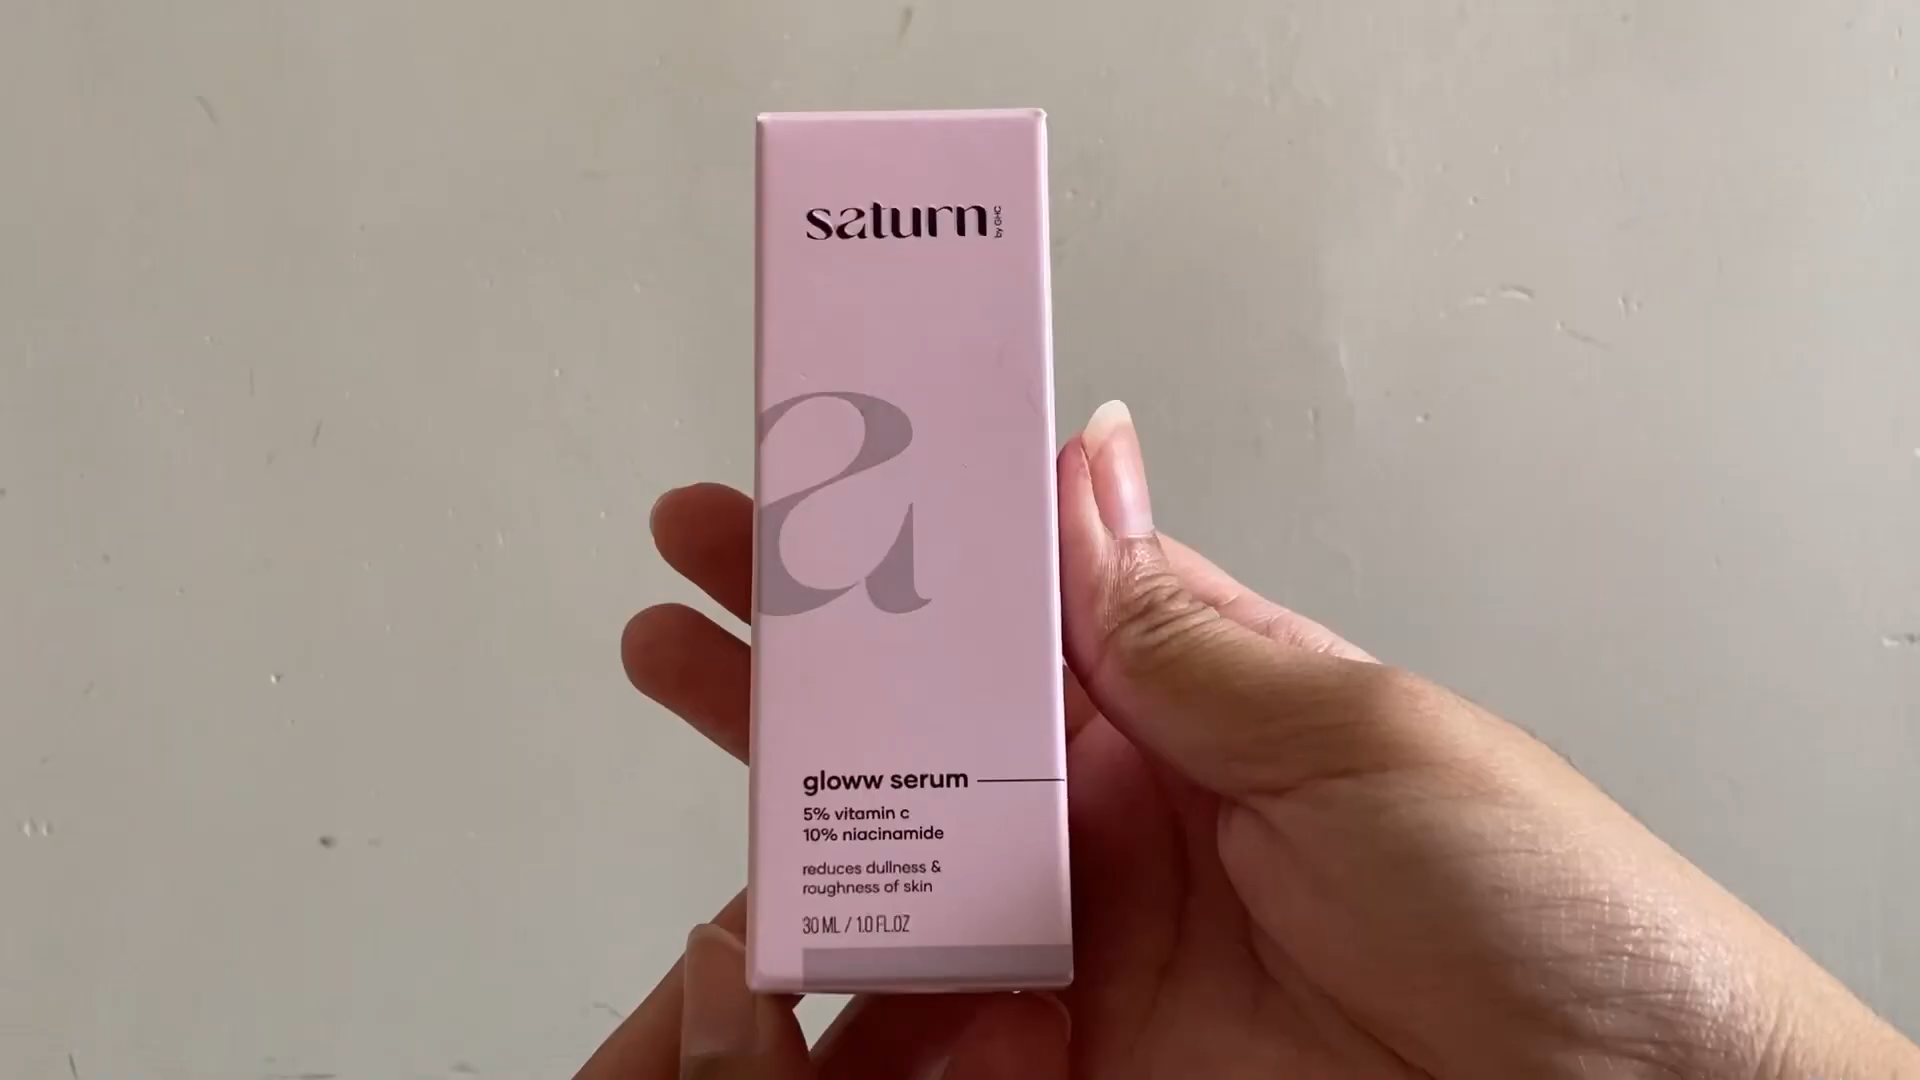 saturn by GHC
a
gloww serum
5% vitamin c
10% niacinamide
reduces dullness &
roughness of skin
30 ML / 1.0 FL.OZ